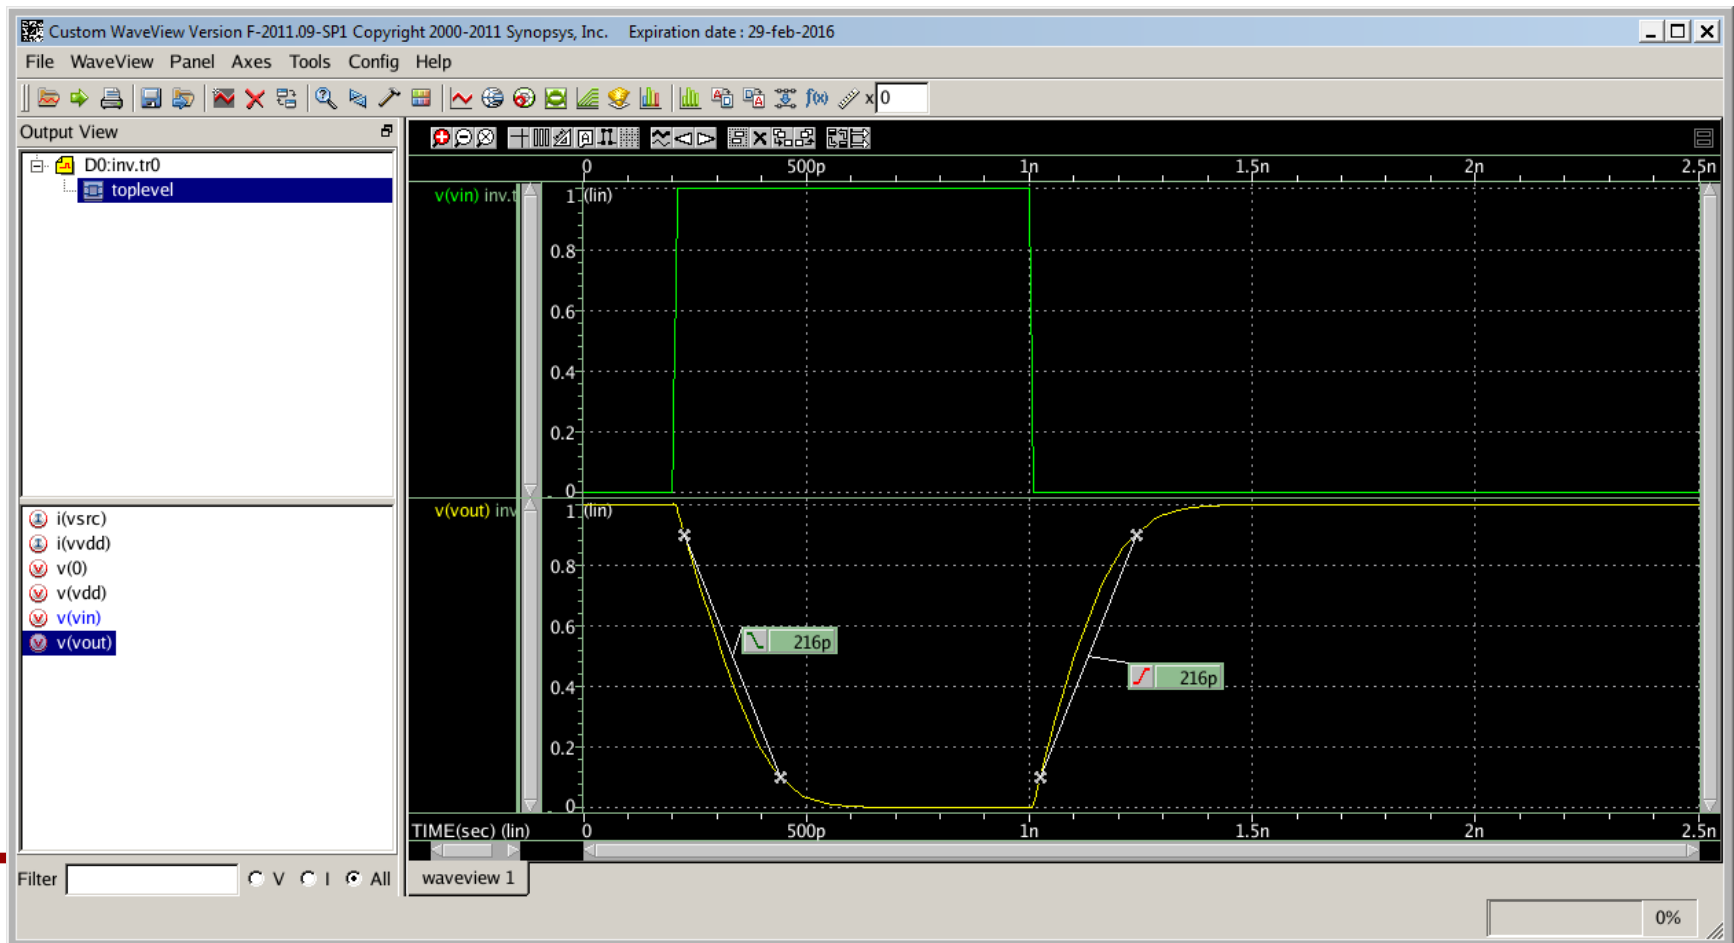 Custom WaveView Version F-2011.09-SP1 Copyright 2000-2011 Synopsys, Inc. Expiration date : 29-feb-2016
File WaveView Panel Axes Tools Config Help
f(x) x 0
Output View
D0:inv.tr0
toplevel
0 500p 1n 1.5n 2n 2.5n
v(vin) inv.t
1 (lin)
0.8
0.6
0.4
0.2
0
v(vout) inv
1 (lin)
0.8
0.6
0.4
0.2
0
216p
216p
TIME(sec) (lin) 0 500p 1n 1.5n 2n 2.5n
i(vsrc)
i(vvdd)
v(0)
v(vdd)
v(vin)
v(vout)
Filter V I All
waveview 1
0%